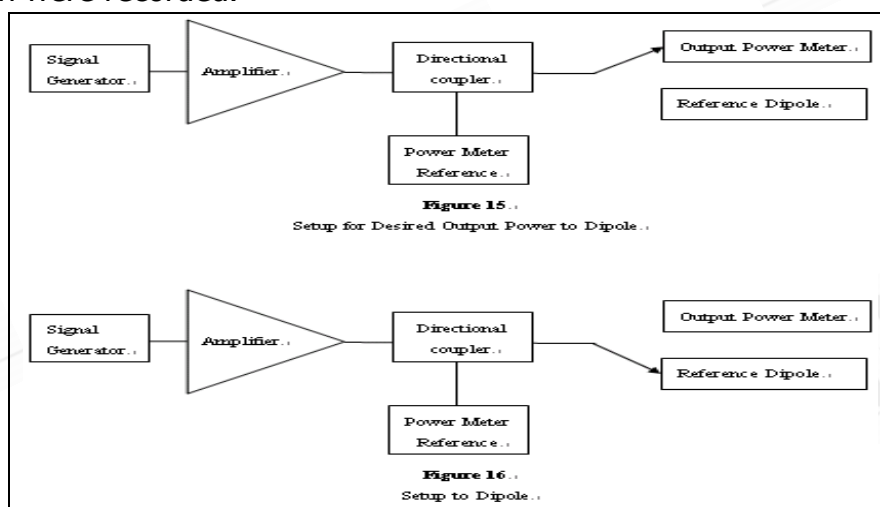 were recorded.
Signal
Generator.
Amplifier.
Directional
coupler.
Output Power Meter.
Reference Dipole.
Power Meter
Reference.
Figure 15.
Setup for Desired Output Power to Dipole.
Signal
Generator.
Amplifier.
Directional
coupler.
Output Power Meter.
Reference Dipole.
Power Meter
Reference.
Figure 16.
Setup to Dipole.